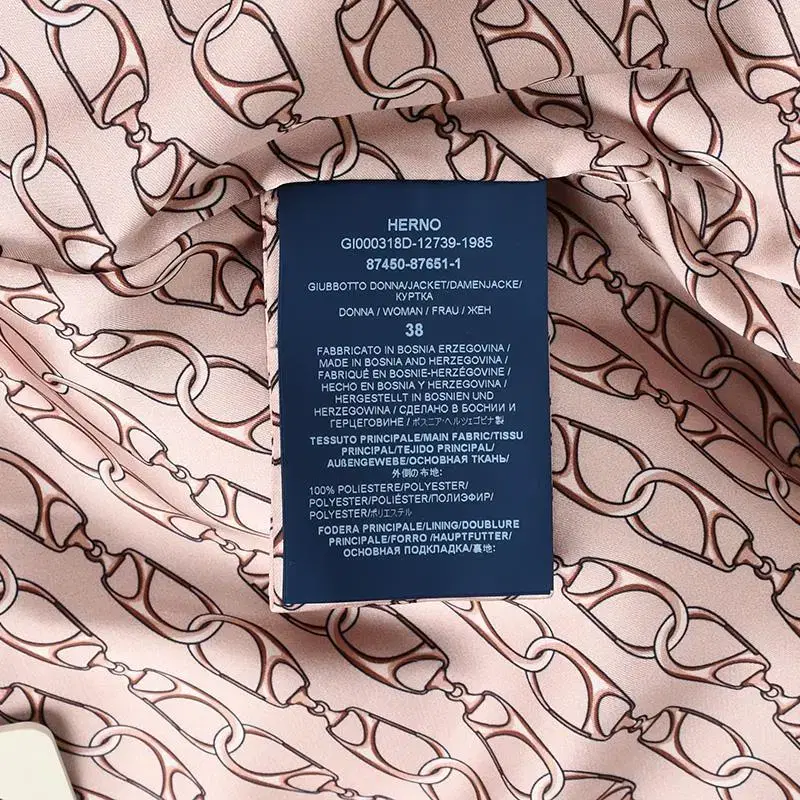 HERNO
GI000318D-12739-1985
87450-87651-1
GIUBBOTTO DONNA/JACKET/DAMENJACKE/
КУРТКА
DONNA / WOMAN / FRAU / ЖЕН
38
FABBRICATO IN BOSNIA ERZEGOVINA /
MADE IN BOSNIA AND HERZEGOVINA /
FABRIQUÉ EN BOSNIE-HERZÉGOVINE /
HECHO EN BOSNIA Y HERZEGOVINA /
HERGESTELLT IN BOSNIEN UND
HERZEGOWINA / СДЕЛАНО В БОСНИИ И
ГЕРЦЕГОВИНЕ / ボスニア・ヘルツェゴビナ製
TESSUTO PRINCIPALE/MAIN FABRIC/TISSU
PRINCIPAL/TEJIDO PRINCIPAL/
AUßENGEWEBE/ОСНОВНАЯ ТКАНЬ/
外側の布地:
100% POLIESTERE/POLYESTER/
POLYESTER/POLIÉSTER/ПОЛИЭФИР/
POLYESTER/ポリエステル
FODERA PRINCIPALE/LINING/DOUBLURE
PRINCIPALE/FORRO /HAUPTFUTTER/
ОСНОВНАЯ ПОДКЛАДКА/裏地: